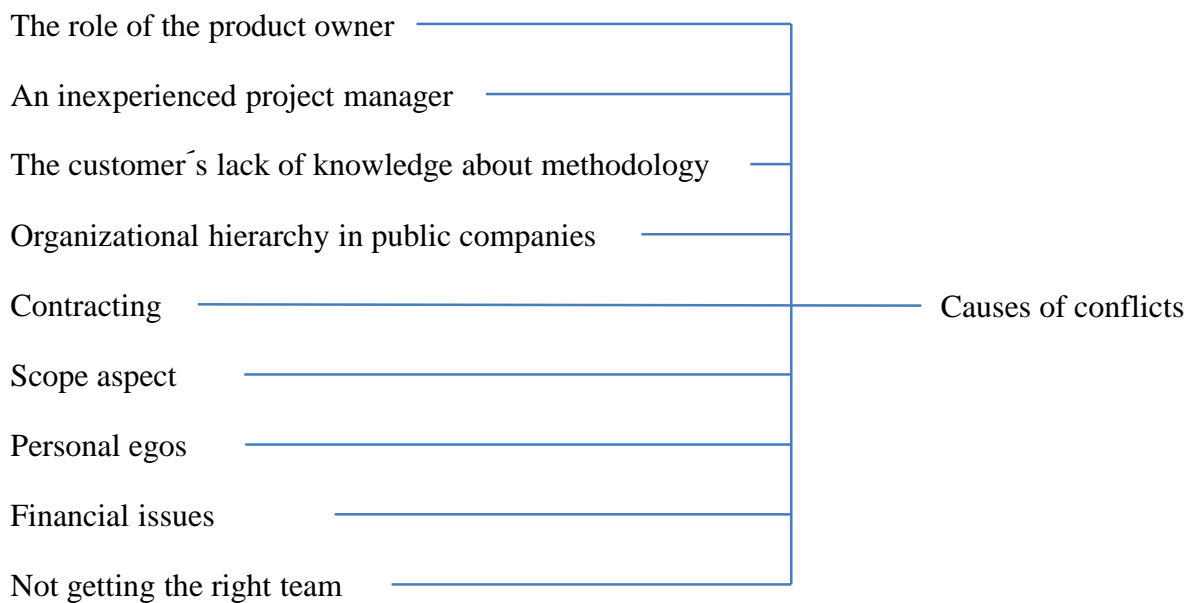 The role of the product owner
An inexperienced project manager
The customer´s lack of knowledge about methodology
Organizational hierarchy in public companies
Contracting
Causes of conflicts
Scope aspect
Personal egos
Financial issues
Not getting the right team